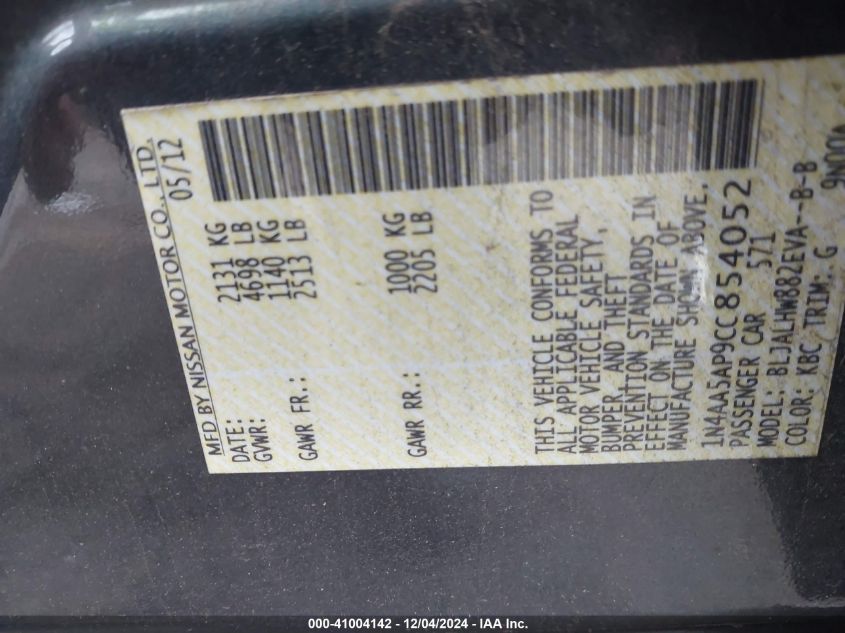 MFD BY NISSAN MOTOR CO., LTD.
DATE: 05/12
GVWR: 2131 KG
4698 LB
GAWR FR.: 1140 KG
2513 LB
GAWR RR.: 1000 KG
2205 LB
THIS VEHICLE CONFORMS TO
ALL APPLICABLE FEDERAL
MOTOR VEHICLE SAFETY,
BUMPER, AND THEFT
PREVENTION STANDARDS IN
EFFECT ON THE DATE OF
MANUFACTURE SHOWN ABOVE.
1N4AA5AP9CC854052
PASSENGER CAR 571
MODEL: BLJALHW882EVA--B-B
COLOR: KBC TRIM: G
000-41004142 - 12/04/2024 - IAA Inc.